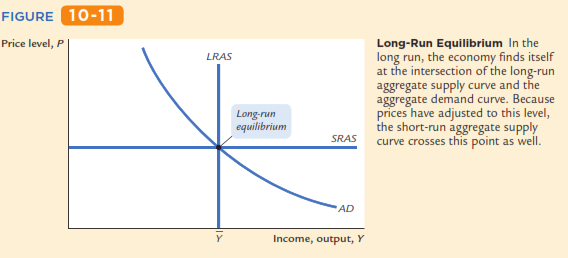 FIGURE 10-11
Price level, P
LRAS
Long-run
equilibrium
SRAS
AD
Y
Income, output, Y
Long-Run Equilibrium In the
long run, the economy finds itself
at the intersection of the long-run
aggregate supply curve and the
aggregate demand curve. Because
prices have adjusted to this level,
the short-run aggregate supply
curve crosses this point as well.